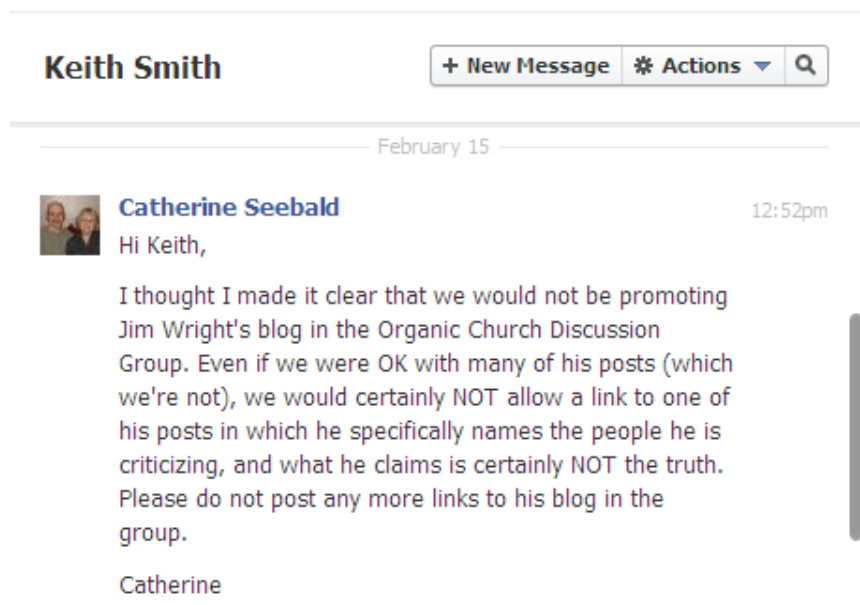 Keith Smith
+ New Message Actions
February 15
Catherine Seebald 12:52pm
Hi Keith,
I thought I made it clear that we would not be promoting
Jim Wright's blog in the Organic Church Discussion
Group. Even if we were OK with many of his posts (which
we're not), we would certainly NOT allow a link to one of
his posts in which he specifically names the people he is
criticizing, and what he claims is certainly NOT the truth.
Please do not post any more links to his blog in the
group.
Catherine